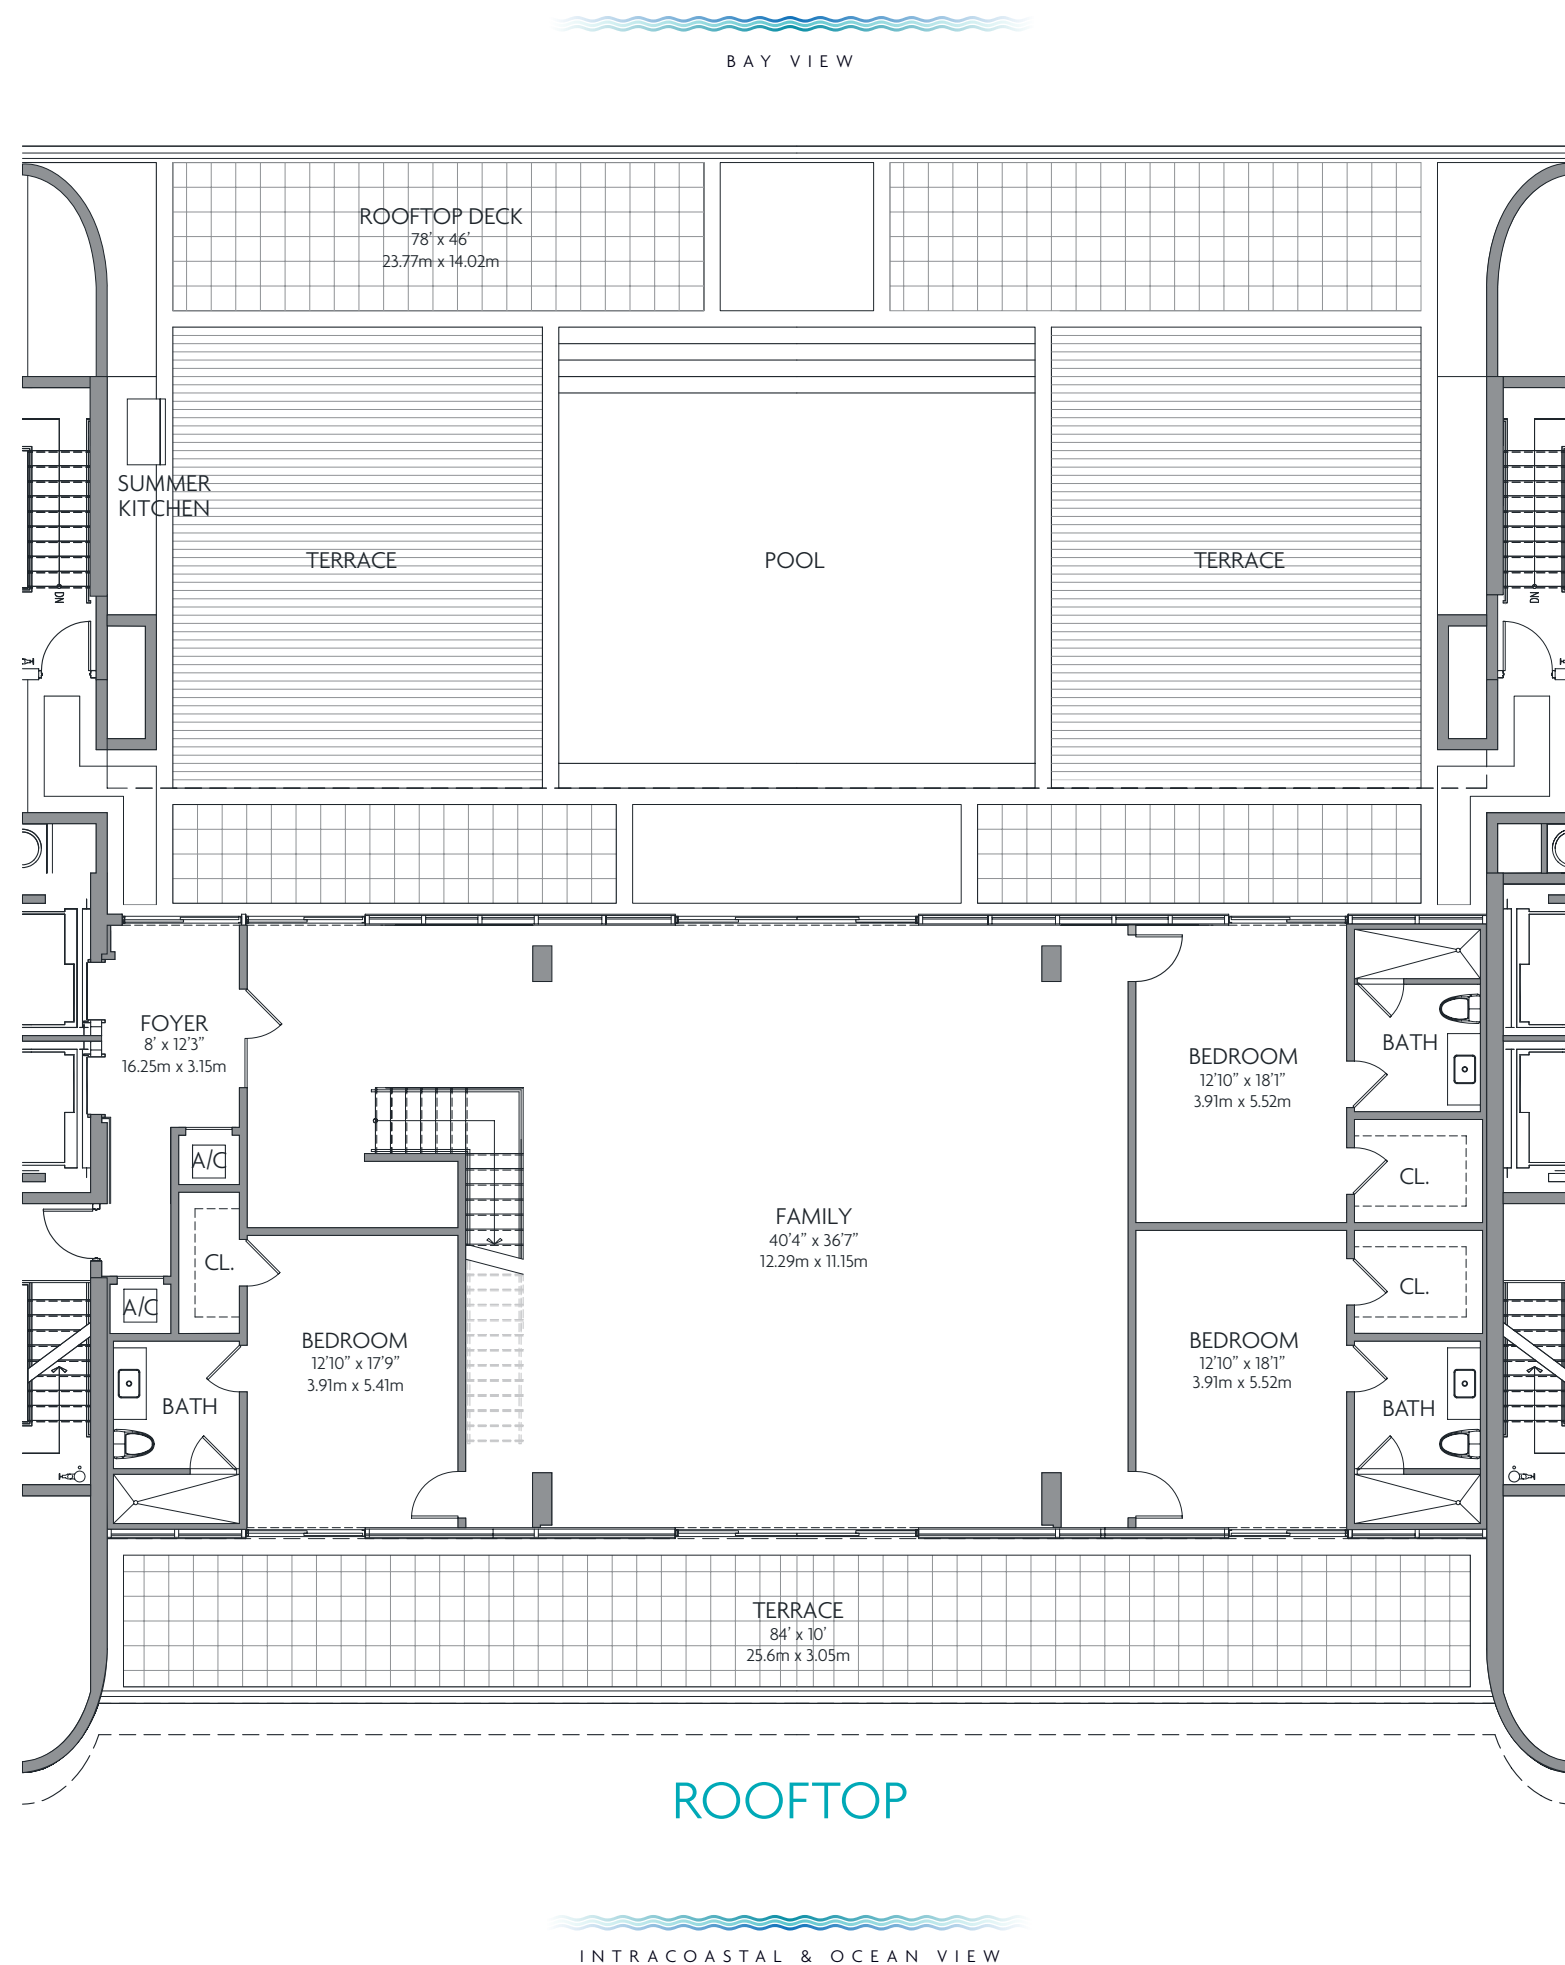 BAY VIEW
ROOFTOP DECK
78' x 46'
23.77m x 14.02m
SUMMER
KITCHEN
TERRACE
POOL
TERRACE
DN
DN
FOYER
8' x 12'3"
16.25m x 3.15m
BEDROOM
12'10" x 18'1"
3.91m x 5.52m
BATH
A/C
CL.
FAMILY
40'4" x 36'7"
12.29m x 11.15m
CL.
CL.
A/C
BEDROOM
12'10" x 17'9"
3.91m x 5.41m
BEDROOM
12'10" x 18'1"
3.91m x 5.52m
BATH
BATH
TERRACE
84' x 10'
25.6m x 3.05m
ROOFTOP
INTRACOASTAL & OCEAN VIEW